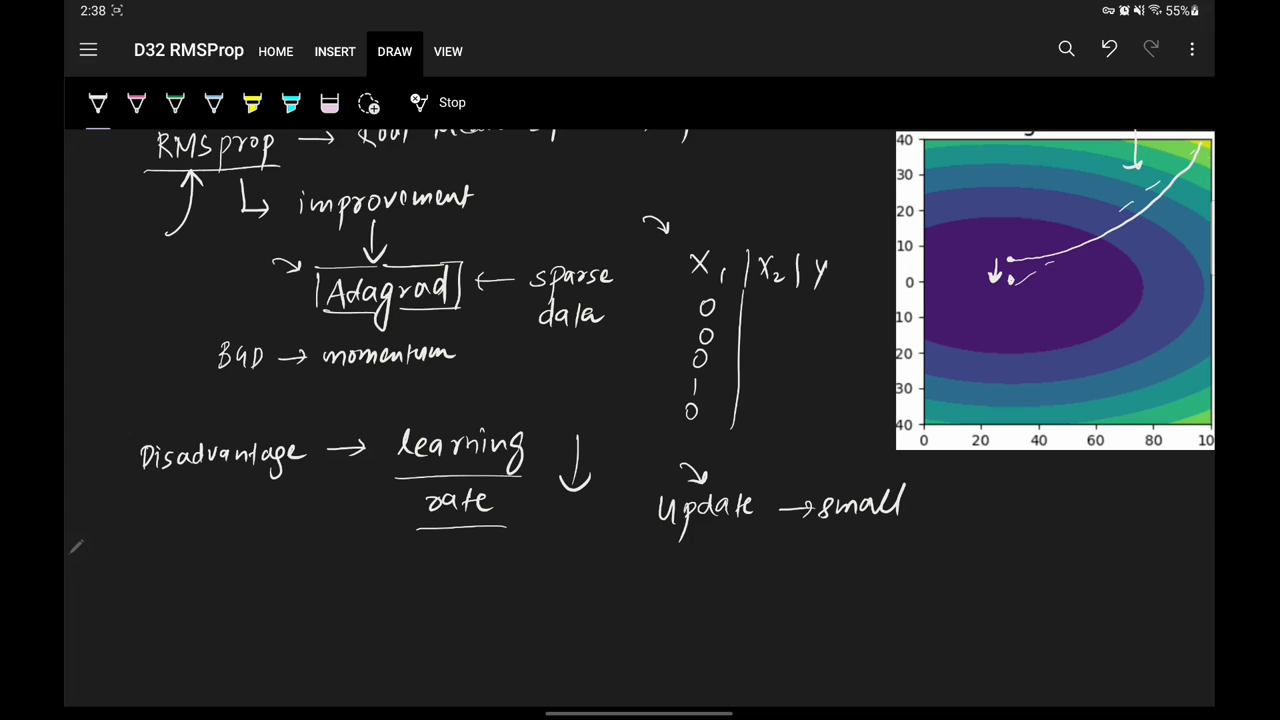 2:38 55%
D32 RMSProp HOME INSERT DRAW VIEW
Stop
RMSprop →
improvement
Adagrad ← sparse
data
BGD → momentum
X1 | X2 | Y
0
0
0
1
0
Disadvantage → learning
rate ↓
Update → small
40
30
20
10
0
10
20
30
40
0 20 40 60 80 10